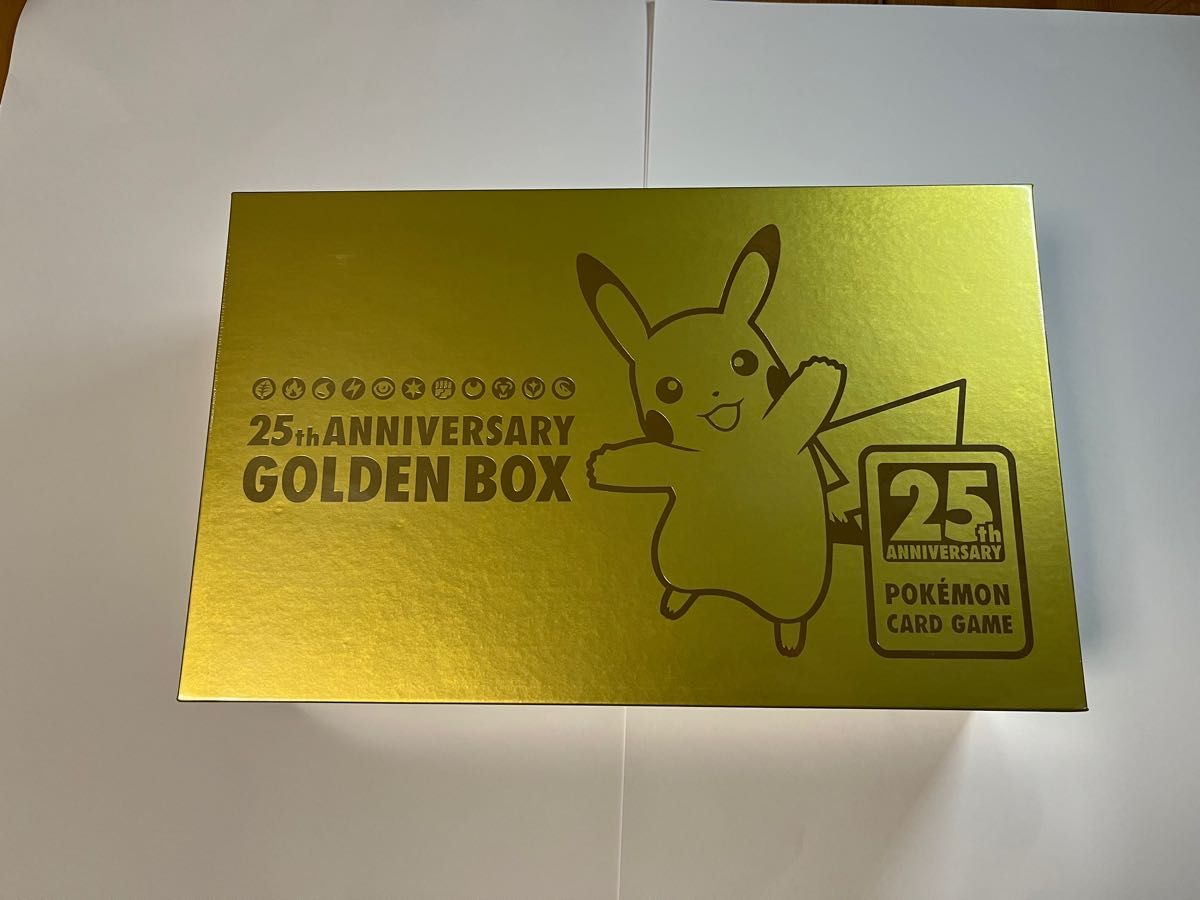 25th ANNIVERSARY
GOLDEN BOX
25th
ANNIVERSARY
POKÉMON
CARD GAME